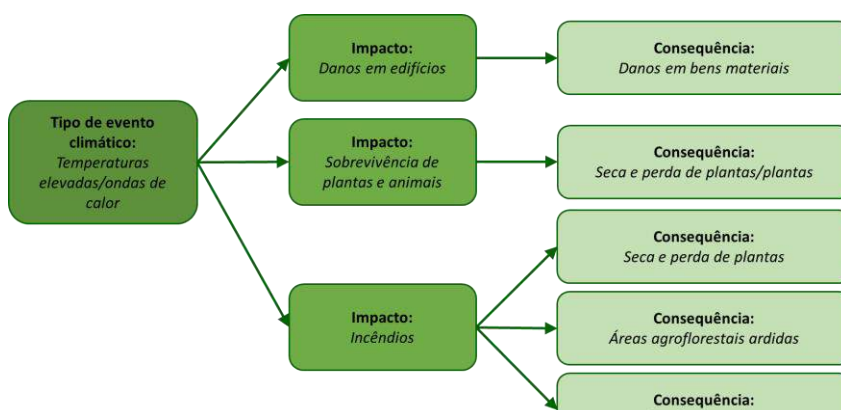 Tipo de evento
climático:
Temperaturas
elevadas/ondas de
calor
Impacto:
Danos em edifícios
Consequência:
Danos em bens materiais
Impacto:
Sobrevivência de
plantas e animais
Consequência:
Seca e perda de plantas/plantas
Impacto:
Incêndios
Consequência:
Seca e perda de plantas
Consequência:
Áreas agroflorestais ardidas
Consequência: